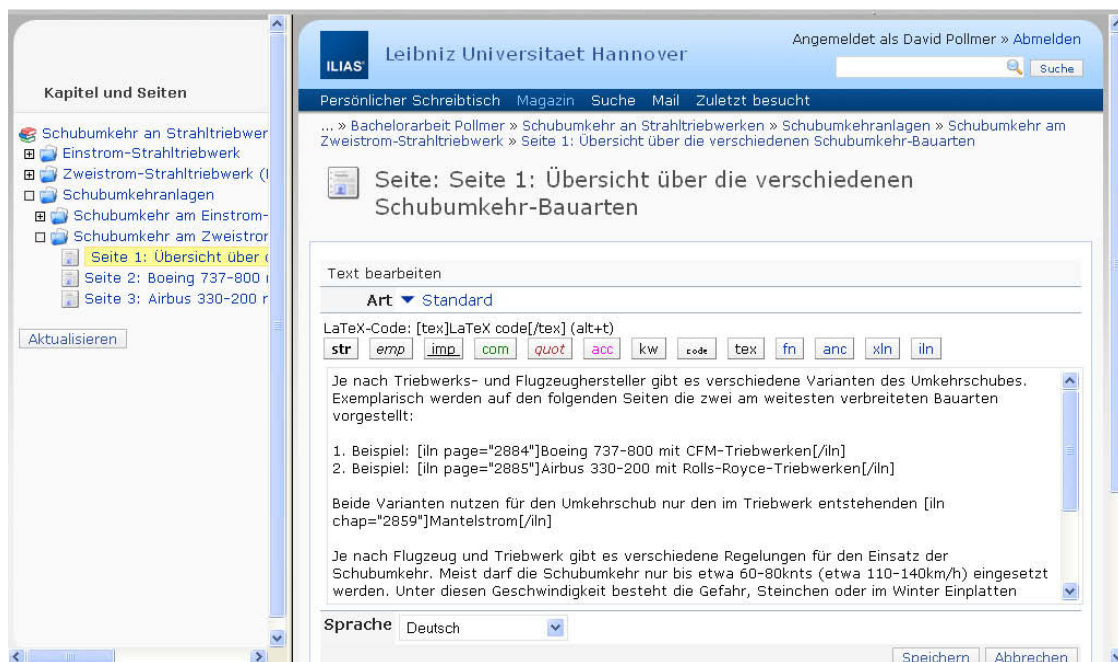 Kapitel und Seiten
Schubumkehr an Strahltriebwer
Einstrom-Strahltriebwerk
Zweistrom-Strahltriebwerk (
Schubumkehranlagen
Schubumkehr am Einstrom-
Schubumkehr am Zweistror
Seite 1: Übersicht über
Seite 2: Boeing 737-800
Seite 3: Airbus 330-200 r
Aktualisieren
ILIAS
Leibniz Universitaet Hannover
Angemeldet als David Pollmer » Abmelden
Suche
Persönlicher Schreibtisch Magazin Suche Mail Zuletzt besucht
... » Bachelorarbeit Pollmer » Schubumkehr an Strahltriebwerken » Schubumkehranlagen » Schubumkehr am
Zweistrom-Strahltriebwerk » Seite 1: Übersicht über die verschiedenen Schubumkehr-Bauarten
Seite: Seite 1: Übersicht über die verschiedenen
Schubumkehr-Bauarten
Text bearbeiten
Art Standard
LaTeX-Code: [tex]LaTeX code[/tex] (alt+t)
str emp imp com quot acc kw code tex fn anc xln iln
Je nach Triebwerks- und Flugzeughersteller gibt es verschiedene Varianten des Umkehrschubes.
Exemplarisch werden auf den folgenden Seiten die zwei am weitesten verbreiteten Bauarten
vorgestellt:
1. Beispiel: [iln page="2884"]Boeing 737-800 mit CFM-Triebwerken[/iln]
2. Beispiel: [iln page="2885"]Airbus 330-200 mit Rolls-Royce-Triebwerken[/iln]
Beide Varianten nutzen für den Umkehrschub nur den im Triebwerk entstehenden [iln
chap="2859"]Mantelstrom[/iln]
Je nach Flugzeug und Triebwerk gibt es verschiedene Regelungen für den Einsatz der
Schubumkehr. Meist darf die Schubumkehr nur bis etwa 60-80knts (etwa 110-140km/h) eingesetzt
werden. Unter diesen Geschwindigkeit besteht die Gefahr, Steinchen oder im Winter Einplatten
Sprache Deutsch
Speichern Abbrechen